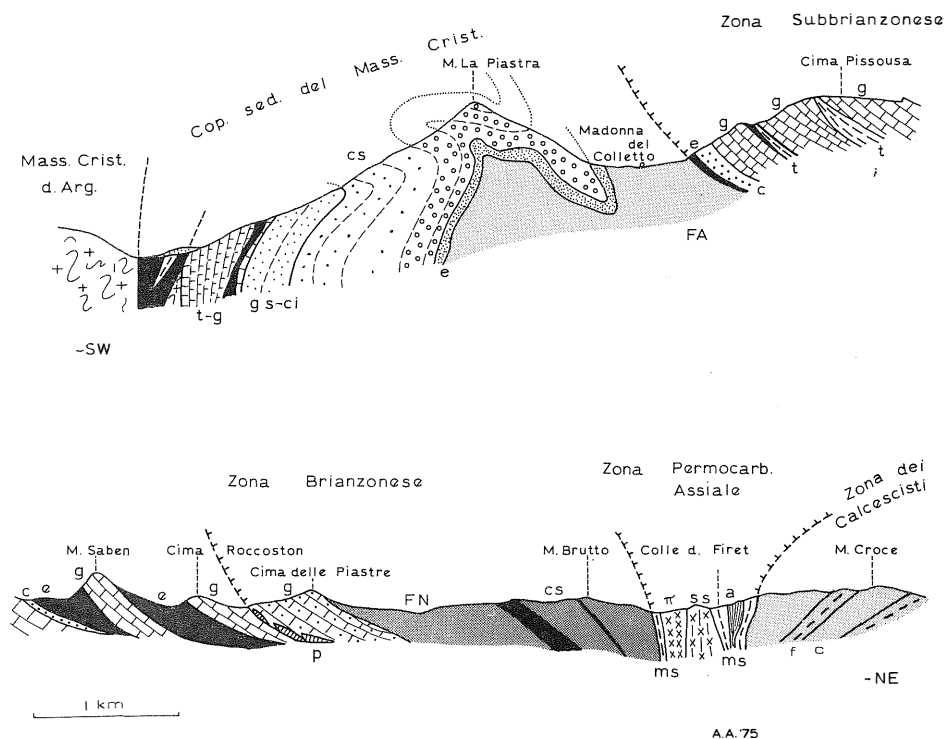 Zona Subbrianzonese
Cop. sed. del Mass. Crist.
M. La Piastra
Cima Pissousa
g
g
g
Madonna
del
Colletto
e
Mass. Crist.
d. Arg.
cs
t
t
i
c
FA
e
t-g
g s-ci
-SW
Zona Brianzonese
Zona Permocarb.
Assiale
Zona dei
Calcescisti
M. Saben
Cima Roccoston
Cima delle Piastre
M. Brutto
Colle d. Firet
M. Croce
c e g e g g
FN
cs
π ss a
p
ms
ms
f c
-NE
1 km
A.A.'75